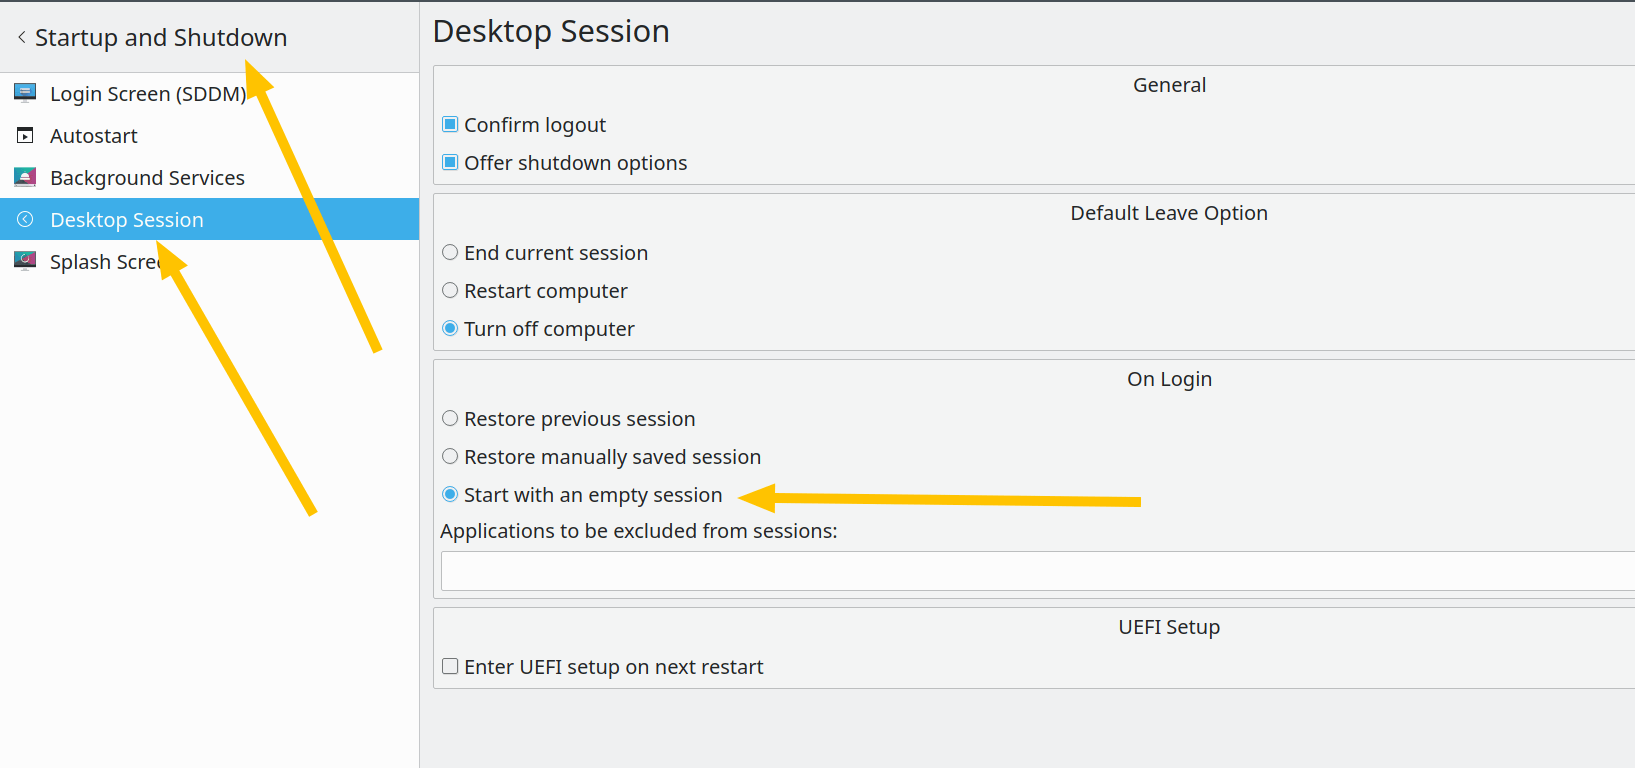 Startup and Shutdown
Login Screen (SDDM)
Autostart
Background Services
Desktop Session
Splash Scre
Desktop Session
General
Confirm logout
Offer shutdown options
Default Leave Option
End current session
Restart computer
Turn off computer
On Login
Restore previous session
Restore manually saved session
Start with an empty session
Applications to be excluded from sessions:
UEFI Setup
Enter UEFI setup on next restart